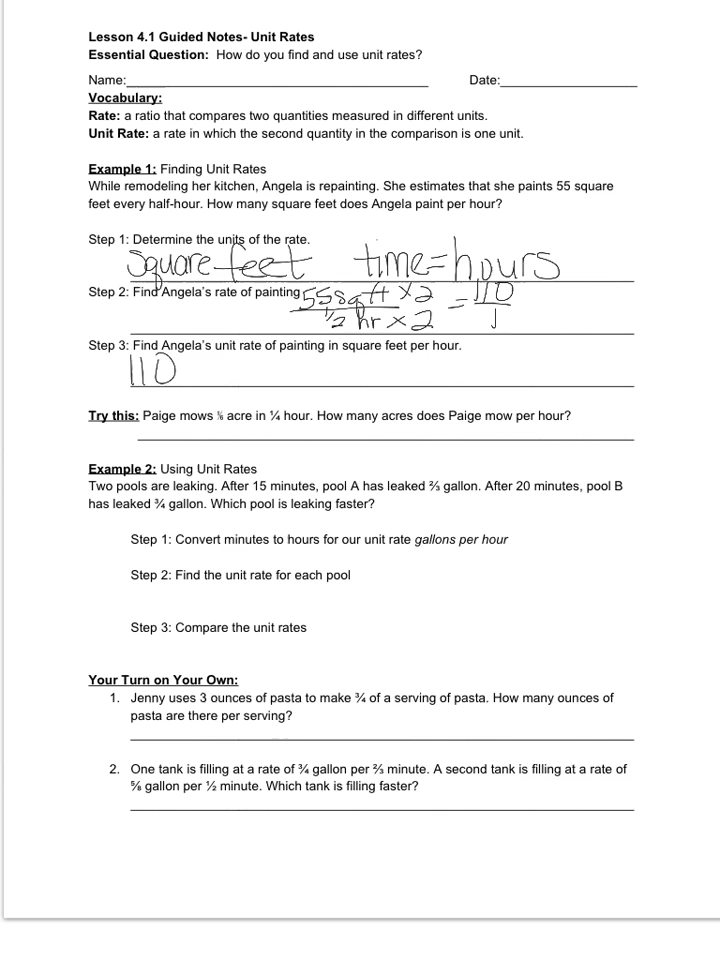 Lesson 4.1 Guided Notes- Unit Rates
Essential Question: How do you find and use unit rates?
Name:____________ Date:____________
Vocabulary:
Rate: a ratio that compares two quantities measured in different units.
Unit Rate: a rate in which the second quantity in the comparison is one unit.
Example 1: Finding Unit Rates
While remodeling her kitchen, Angela is repainting. She estimates that she paints 55 square
feet every half-hour. How many square feet does Angela paint per hour?
Step 1: Determine the units of the rate.
square feet time=hours
Step 2: Find Angela's rate of painting 55 sq ft x 2 = 110
1/2 hr x 2 1
Step 3: Find Angela's unit rate of painting in square feet per hour.
110
Try this: Paige mows ⅙ acre in ¼ hour. How many acres does Paige mow per hour?
Example 2: Using Unit Rates
Two pools are leaking. After 15 minutes, pool A has leaked ⅔ gallon. After 20 minutes, pool B
has leaked ¾ gallon. Which pool is leaking faster?
Step 1: Convert minutes to hours for our unit rate gallons per hour
Step 2: Find the unit rate for each pool
Step 3: Compare the unit rates
Your Turn on Your Own:
1. Jenny uses 3 ounces of pasta to make ¾ of a serving of pasta. How many ounces of
pasta are there per serving?
2. One tank is filling at a rate of ¾ gallon per ⅔ minute. A second tank is filling at a rate of
⅝ gallon per ½ minute. Which tank is filling faster?